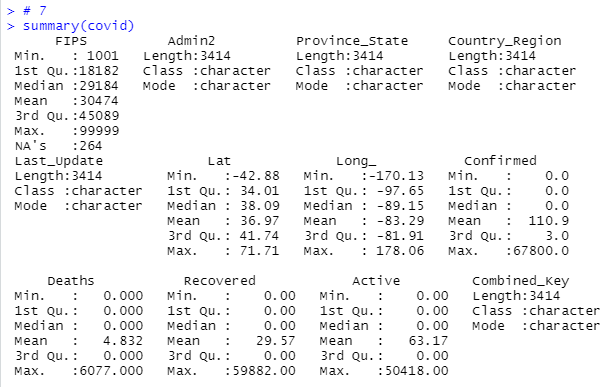 > # 7
> summary(covid)
      FIPS          Admin2          Province_State     Country_Region
 Min.   : 1001   Length:3414        Length:3414        Length:3414
 1st Qu.:18182   Class :character   Class :character   Class :character
 Median :29184   Mode  :character   Mode  :character   Mode  :character
 Mean   :30474
 3rd Qu.:45089
 Max.   :99999
 NA's   :264
 Last_Update             Lat             Long_           Confirmed
 Length:3414        Min.   :-42.88   Min.   :-170.13   Min.   :    0.0
 Class :character   1st Qu.: 34.01   1st Qu.: -97.65   1st Qu.:    0.0
 Mode  :character   Median : 38.09   Median : -89.15   Median :    0.0
                    Mean   : 36.97   Mean   : -83.29   Mean   :  110.9
                    3rd Qu.: 41.74   3rd Qu.: -81.91   3rd Qu.:    3.0
                    Max.   : 71.71   Max.   : 178.06   Max.   :67800.0
     Deaths           Recovered            Active         Combined_Key
 Min.   :   0.000   Min.   :    0.00   Min.   :    0.00   Length:3414
 1st Qu.:   0.000   1st Qu.:    0.00   1st Qu.:    0.00   Class :character
 Median :   0.000   Median :    0.00   Median :    0.00   Mode  :character
 Mean   :   4.832   Mean   :   29.57   Mean   :   63.17
 3rd Qu.:   0.000   3rd Qu.:    0.00   3rd Qu.:    0.00
 Max.   :6077.000   Max.   :59882.00   Max.   :50418.00